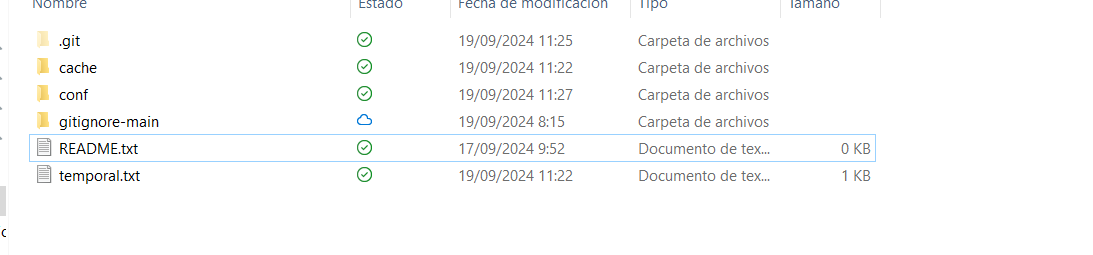 Nombre Estado Fecha de modificación Tipo Tamaño
.git 19/09/2024 11:25 Carpeta de archivos
cache 19/09/2024 11:22 Carpeta de archivos
conf 19/09/2024 11:27 Carpeta de archivos
gitignore-main 19/09/2024 8:15 Carpeta de archivos
README.txt 17/09/2024 9:52 Documento de tex... 0 KB
temporal.txt 19/09/2024 11:22 Documento de tex... 1 KB